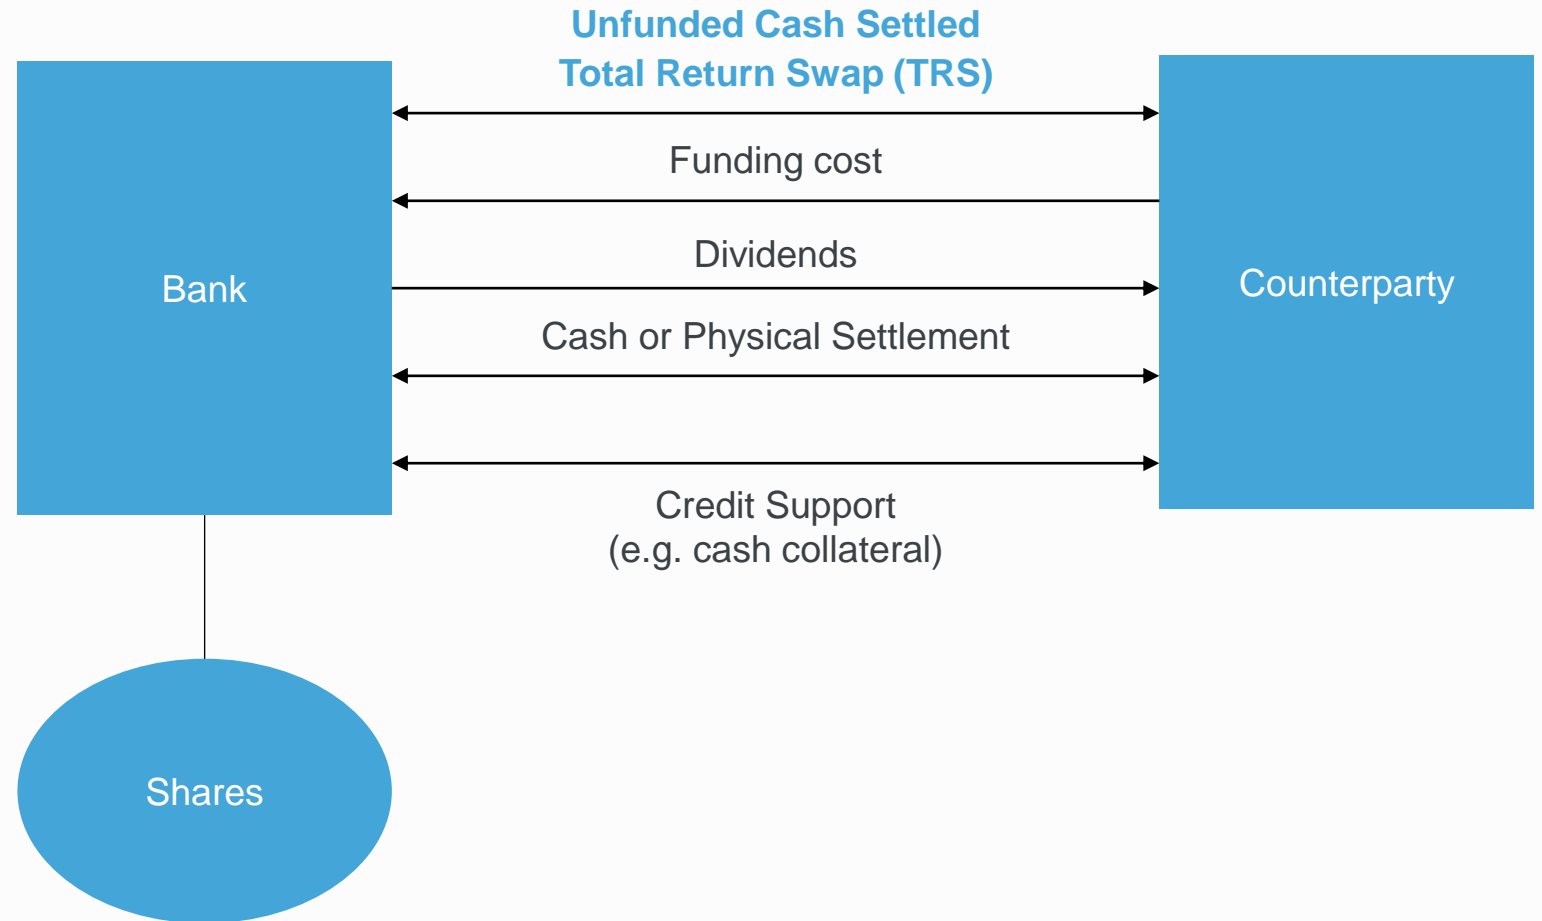 Unfunded Cash Settled
Total Return Swap (TRS)
Funding cost
Dividends
Bank
Counterparty
Cash or Physical Settlement
Credit Support
(e.g. cash collateral)
Shares